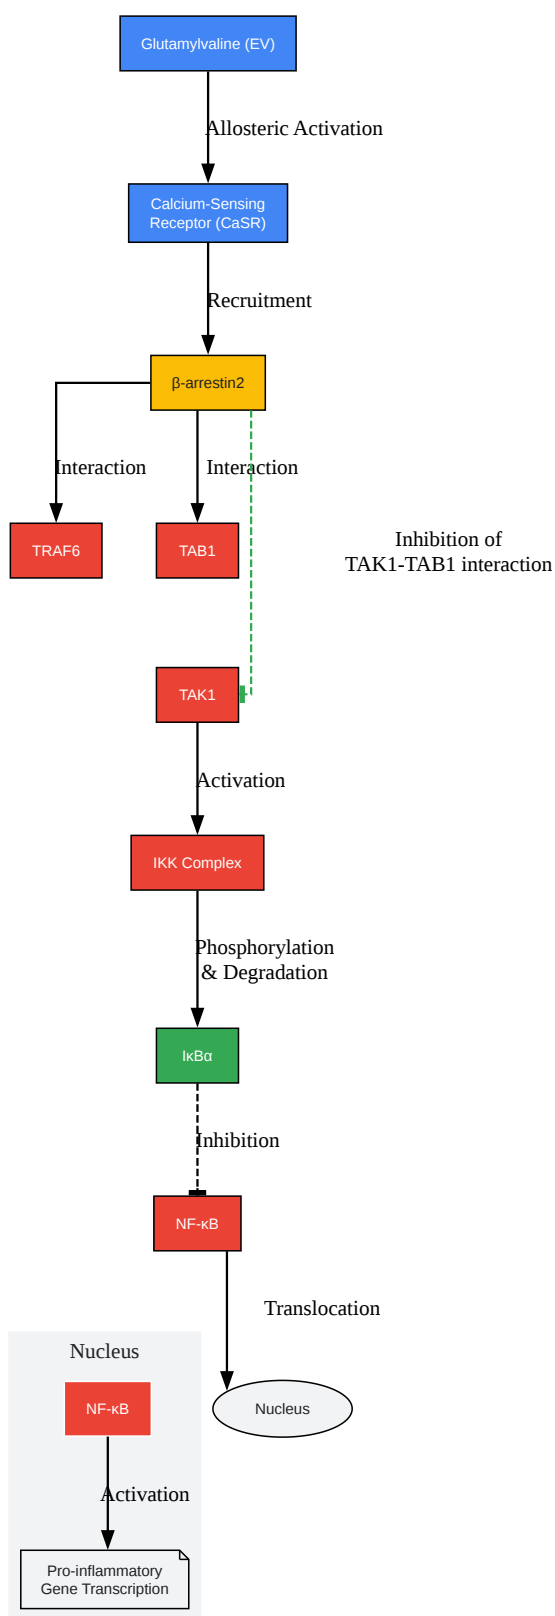 Glutamylvaline (EV)
Allosteric Activation
Calcium-Sensing
Receptor (CaSR)
Recruitment
β-arrestin2
Interaction
Interaction
TRAF6
TAB1
Inhibition of
TAK1-TAB1 interaction
TAK1
Activation
IKK Complex
Phosphorylation
& Degradation
IκBα
Inhibition
NF-κB
Translocation
Nucleus
NF-κB
Nucleus
Activation
Pro-inflammatory
Gene Transcription